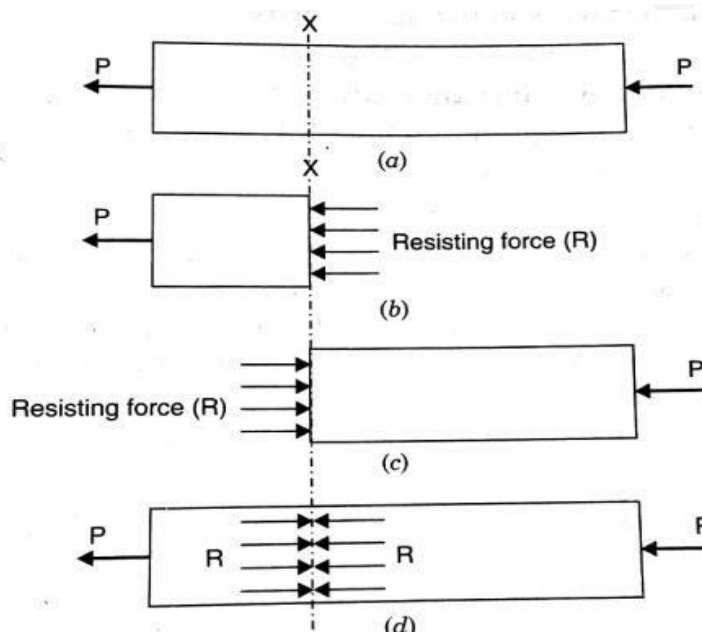 X
P P
X
(a)
P
Resisting force (R)
(b)
P
Resisting force (R)
(c)
P
R R
(d)